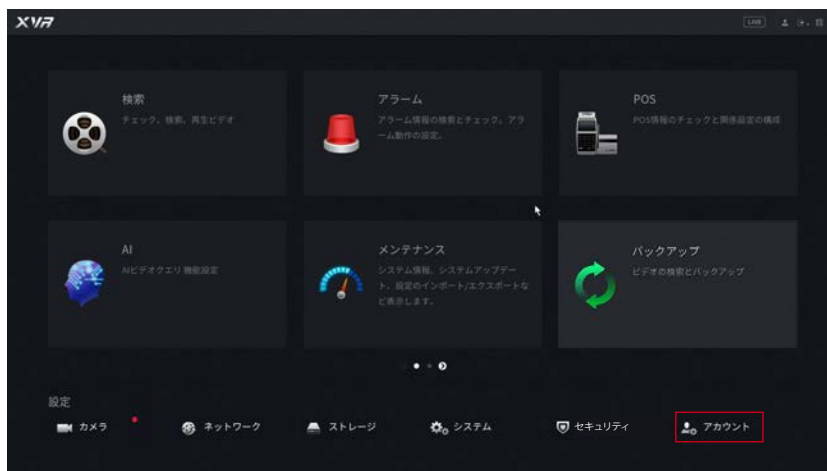 XVR
LIVE
検索
チェック、検索、再生ビデオ
アラーム
アラーム情報の検索とチェック。アラ
ーム動作の設定。
POS
POS情報のチェックと関係設定の構成
AI
AIビデオクエリ機能設定
メンテナンス
システム情報、システムアップデー
ト、設定のインポート/エクスポートな
ど表示します。
バックアップ
ビデオの検索とバックアップ
設定
カメラ
ネットワーク
ストレージ
システム
セキュリティ
アカウント